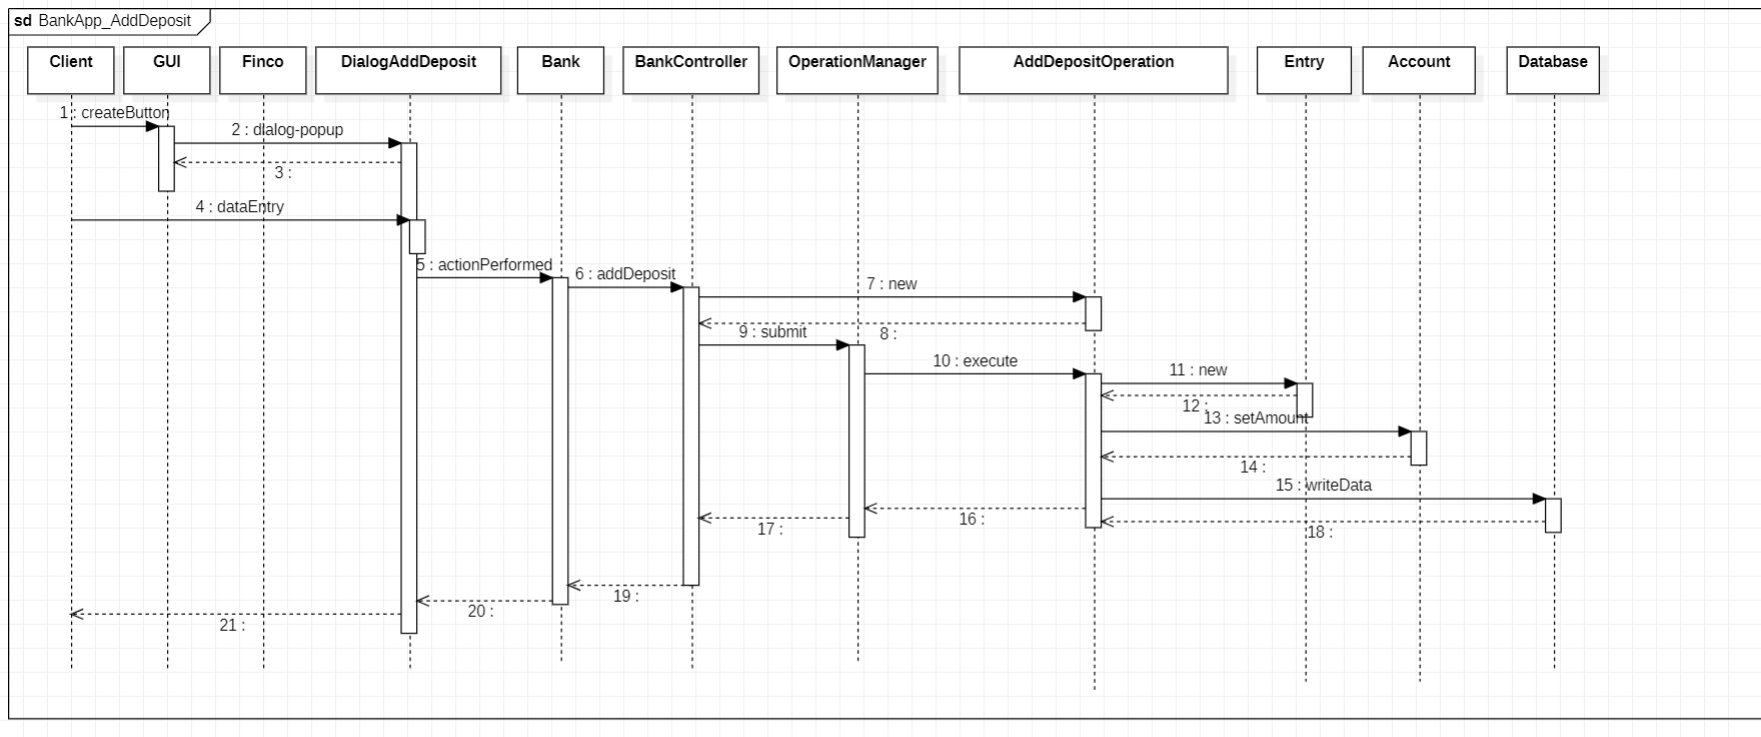 sd BankApp_AddDeposit
Client GUI Finco DialogAddDeposit Bank BankController OperationManager AddDepositOperation Entry Account Database
1 : createButton
2 : dialog-popup
3 :
4 : dataEntry
5 : actionPerformed
6 : addDeposit
7 : new
8 :
9 : submit
10 : execute
11 : new
12 :
13 : setAmount
14 :
15 : writeData
16 :
17 :
18 :
19 :
20 :
21 :